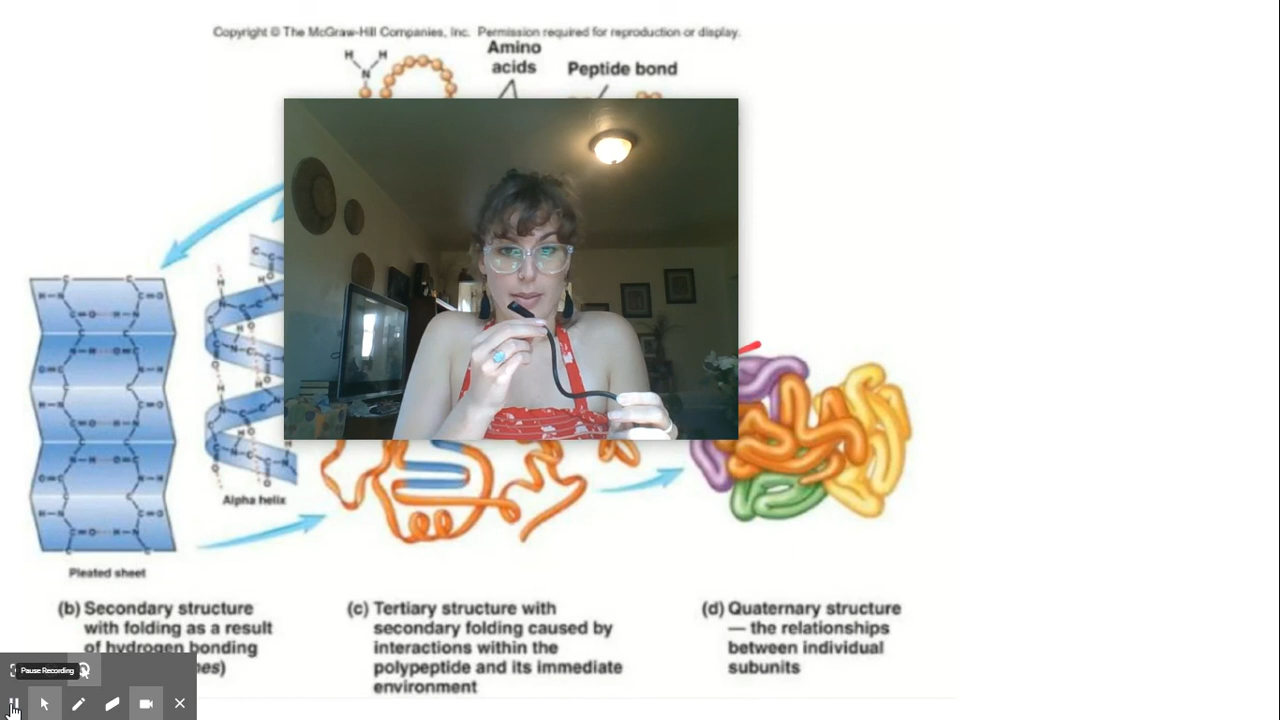 Copyright © The McGraw-Hill Companies, Inc. Permission required for reproduction or display.
Amino
acids
Peptide bond
H H
N
Alpha helix
Pleated sheet
(b) Secondary structure
with folding as a result
of hydrogen bonding
(c) Tertiary structure with
secondary folding caused by
interactions within the
polypeptide and its immediate
environment
(d) Quaternary structure
— the relationships
between individual
subunits
Pause Recording